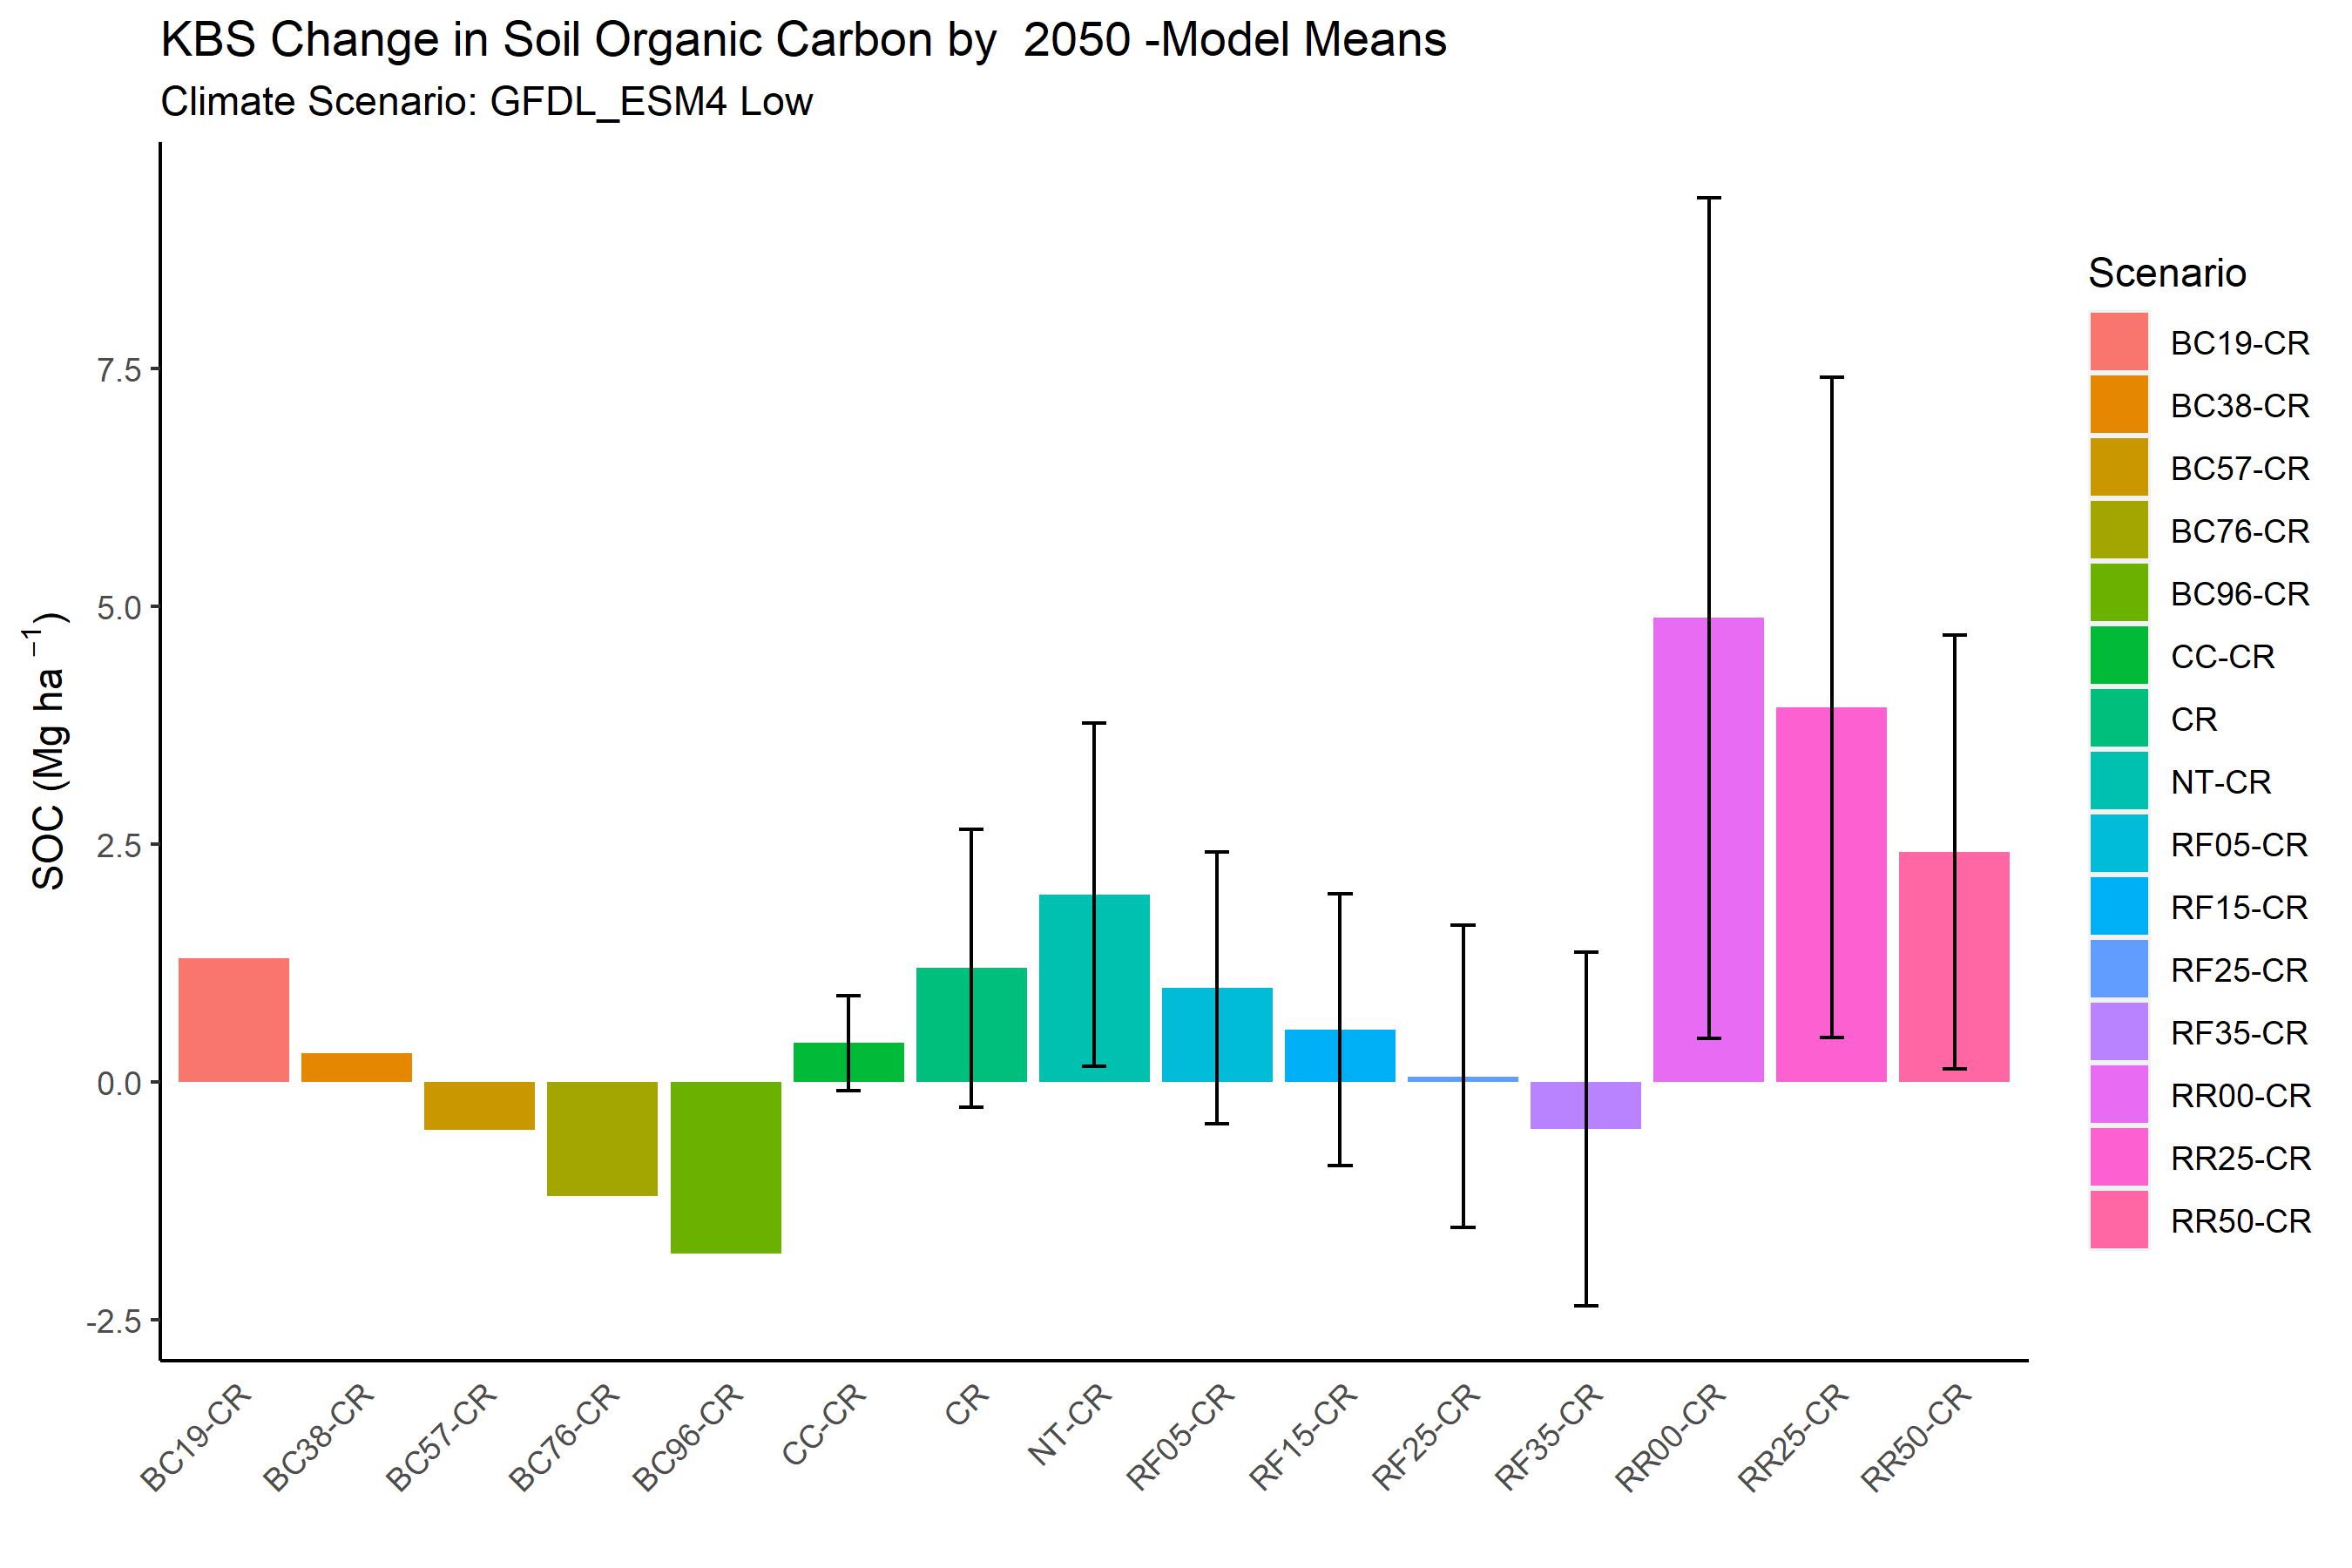 KBS Change in Soil Organic Carbon by  2050 -Model Means
Climate Scenario: GFDL_ESM4 Low
SOC (Mg ha −1)
7.5
5.0
2.5
0.0
-2.5
BC19-CR
BC38-CR
BC57-CR
BC76-CR
BC96-CR
CC-CR
CR
NT-CR
RF05-CR
RF15-CR
RF25-CR
RF35-CR
RR00-CR
RR25-CR
RR50-CR
Scenario
BC19-CR
BC38-CR
BC57-CR
BC76-CR
BC96-CR
CC-CR
CR
NT-CR
RF05-CR
RF15-CR
RF25-CR
RF35-CR
RR00-CR
RR25-CR
RR50-CR